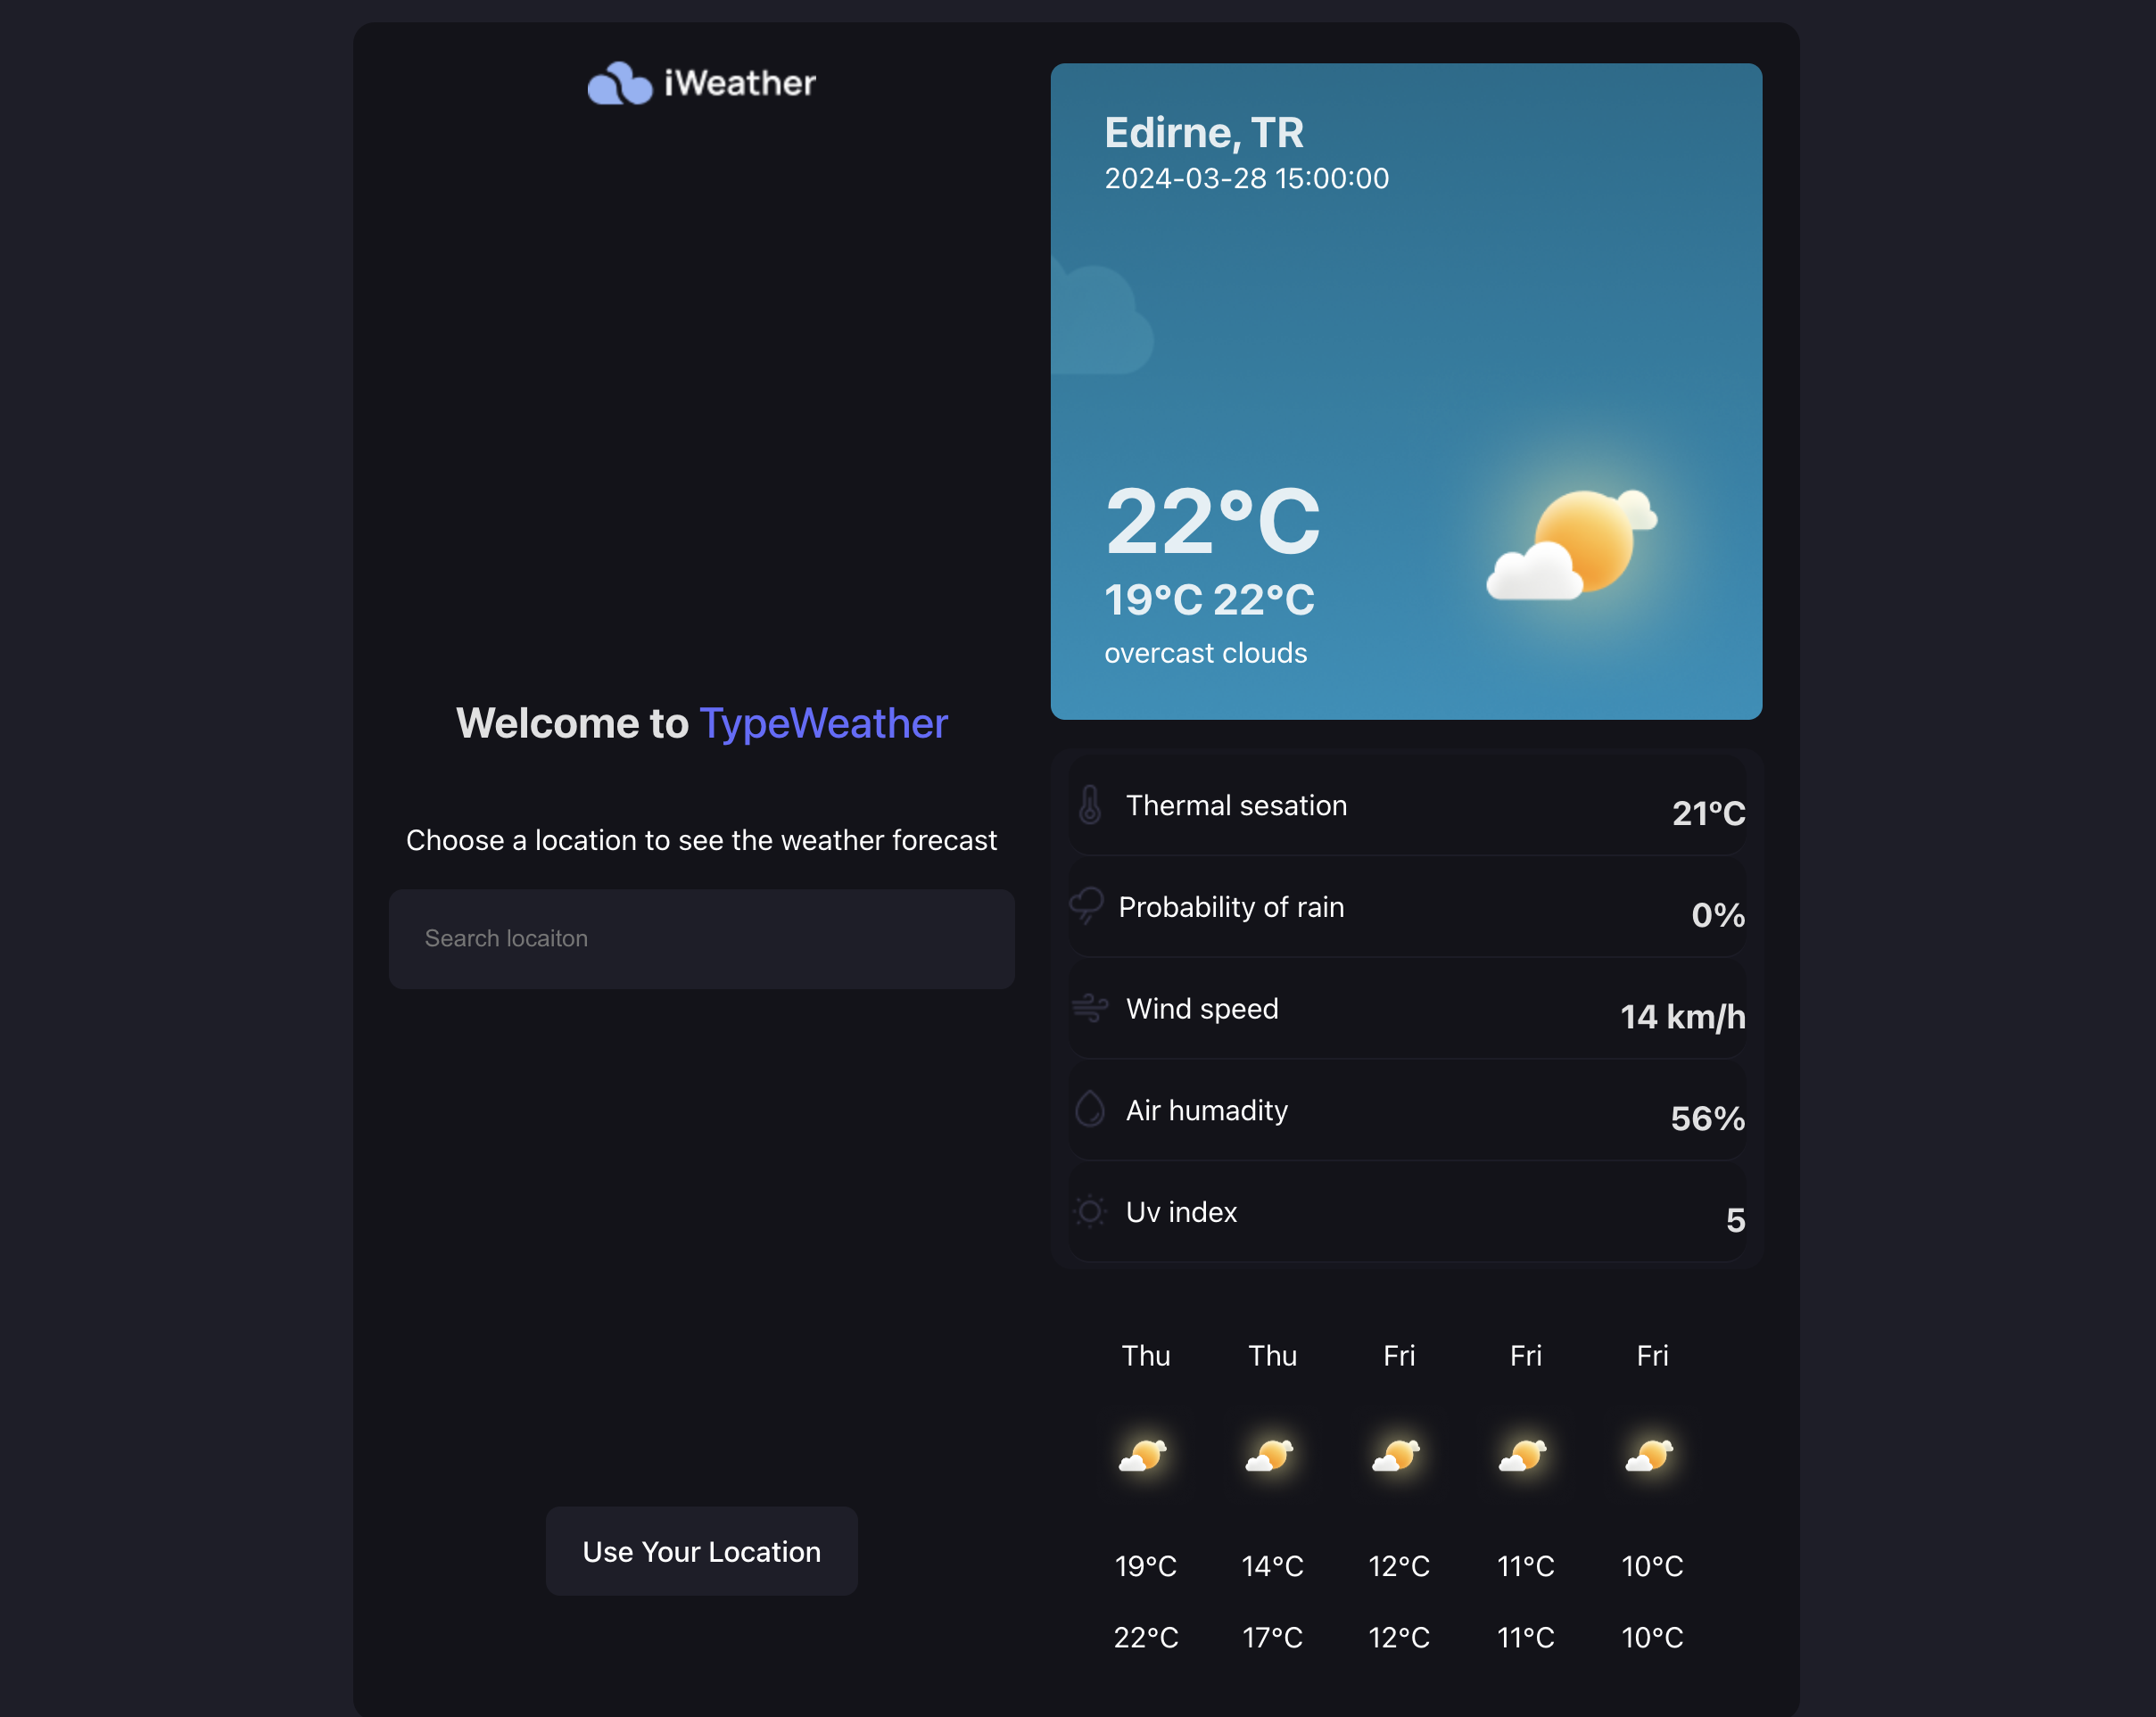 iWeather
Welcome to TypeWeather
Choose a location to see the weather forecast
Search locaiton
Use Your Location
Edirne, TR
2024-03-28 15:00:00
22°C
19°C 22°C
overcast clouds
Thermal sesation 21ºC
Probability of rain 0%
Wind speed 14 km/h
Air humadity 56%
Uv index 5
Thu Thu Fri Fri Fri
19°C 14°C 12°C 11°C 10°C
22°C 17°C 12°C 11°C 10°C